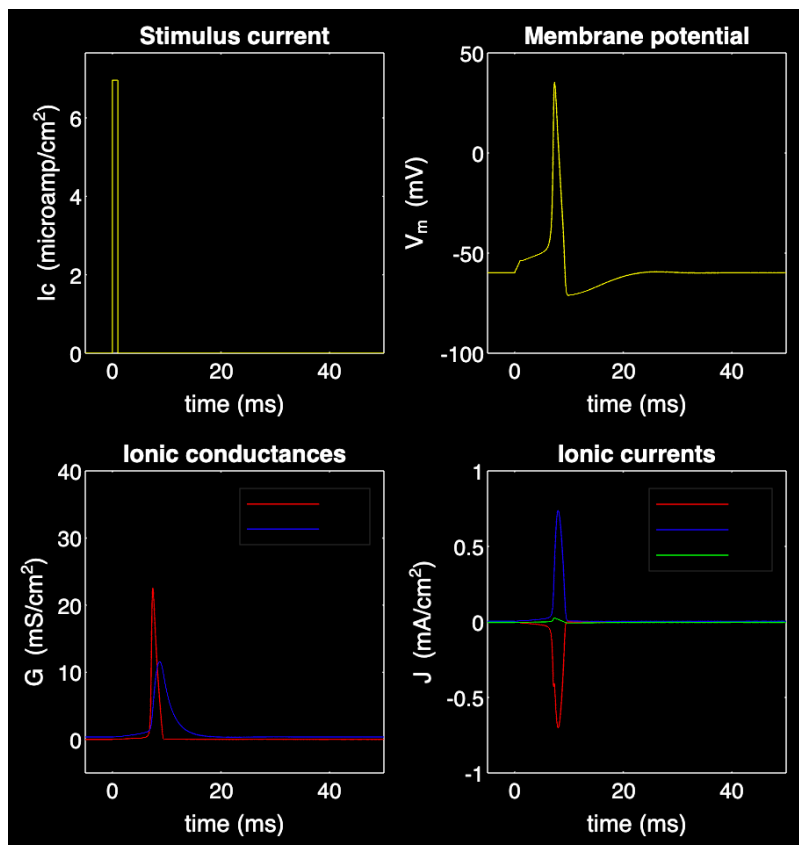 Stimulus current
Ic (microamp/cm²)
6
4
2
0
0
20
40
time (ms)
Membrane potential
Vₘ (mV)
50
0
-50
-100
0
20
40
time (ms)
Ionic conductances
G (mS/cm²)
40
30
20
10
0
0
20
40
time (ms)
Ionic currents
J (mA/cm²)
1
0.5
0
-0.5
-1
0
20
40
time (ms)